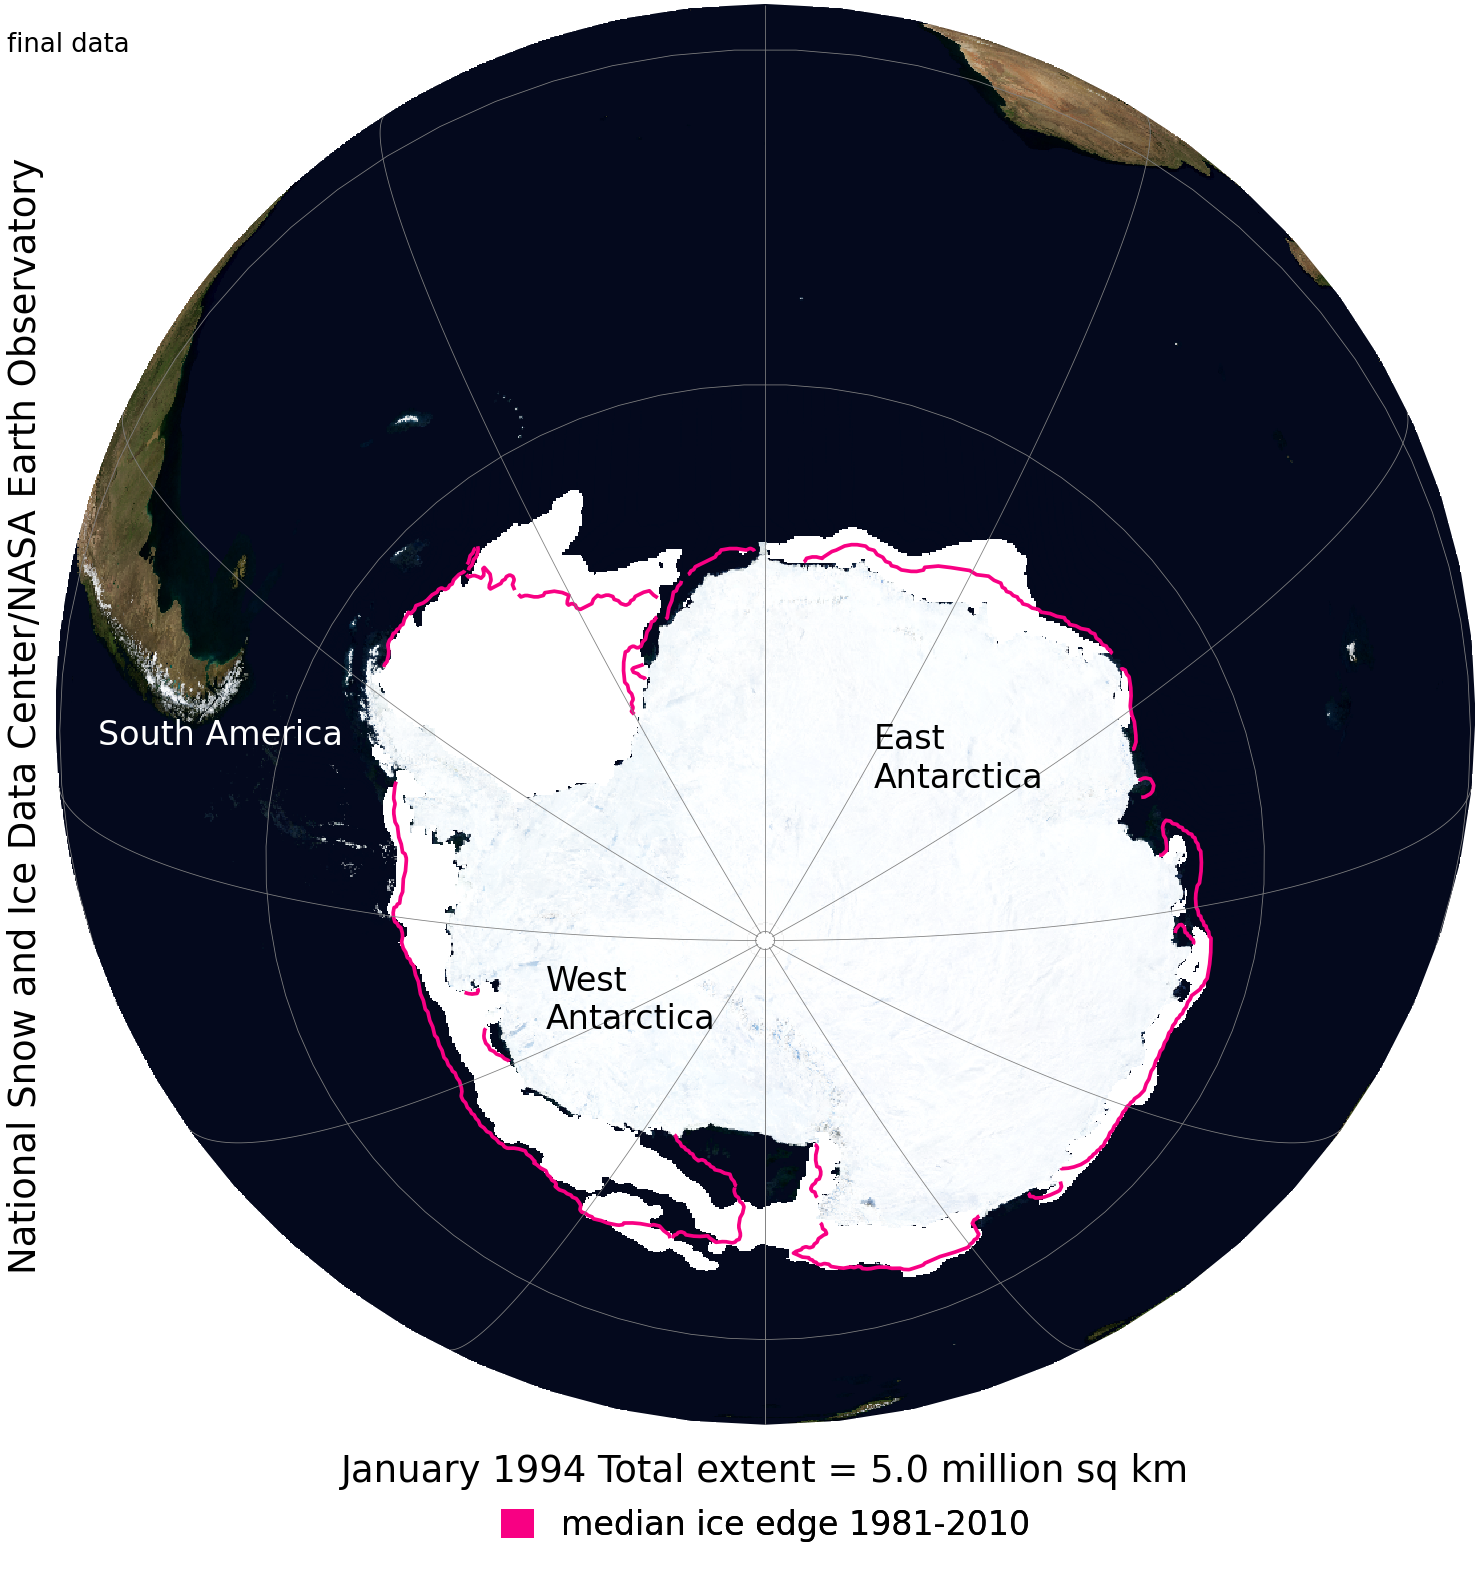 final data
National Snow and Ice Data Center/NASA Earth Observatory
South America
East
Antarctica
West
Antarctica
January 1994 Total extent = 5.0 million sq km
median ice edge 1981-2010